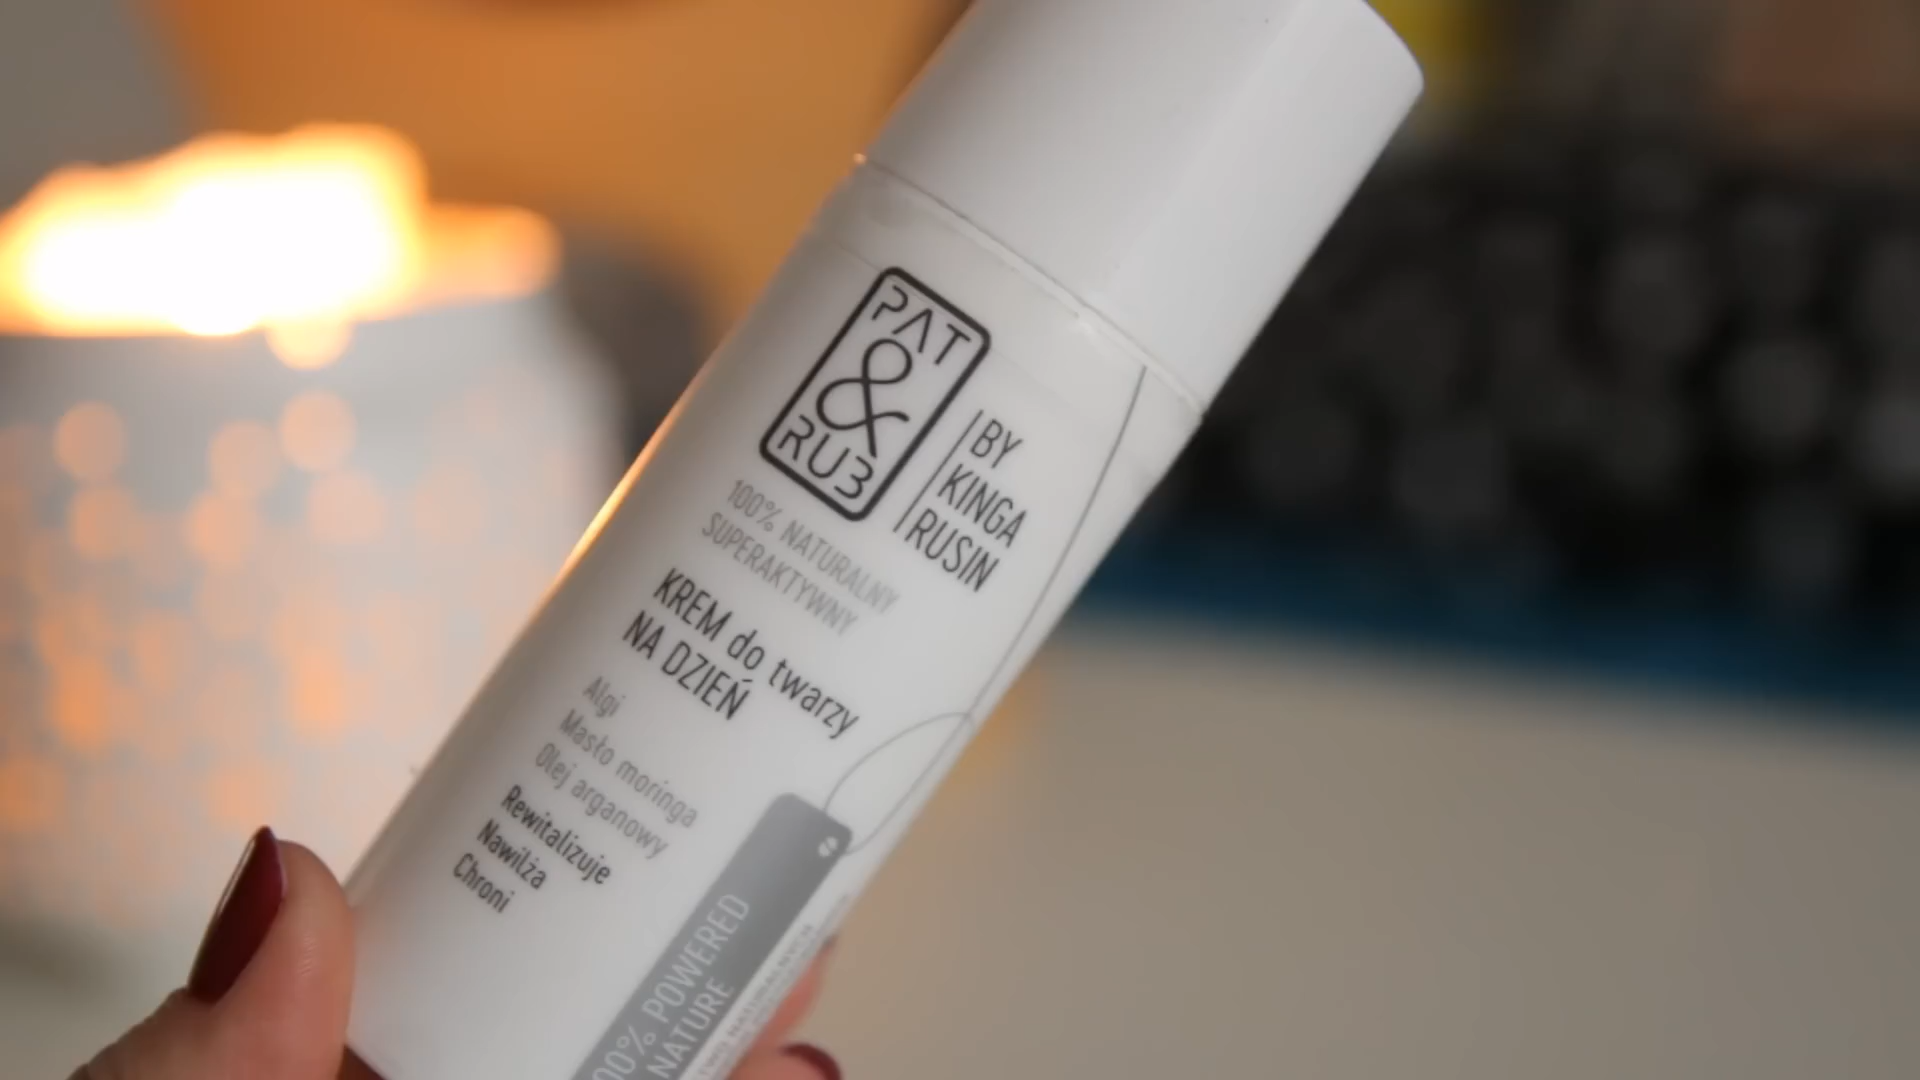 PAT
&
RUB
BY
KINGA
RUSIN
100% NATURALNY
SUPERAKTYWNY
KREM do twarzy
NA DZIEŃ
Algi
Masło moringa
Olej arganowy
Rewitalizuje
Nawilża
Chroni
100% POWERED
NATURE
NATURALNYCH